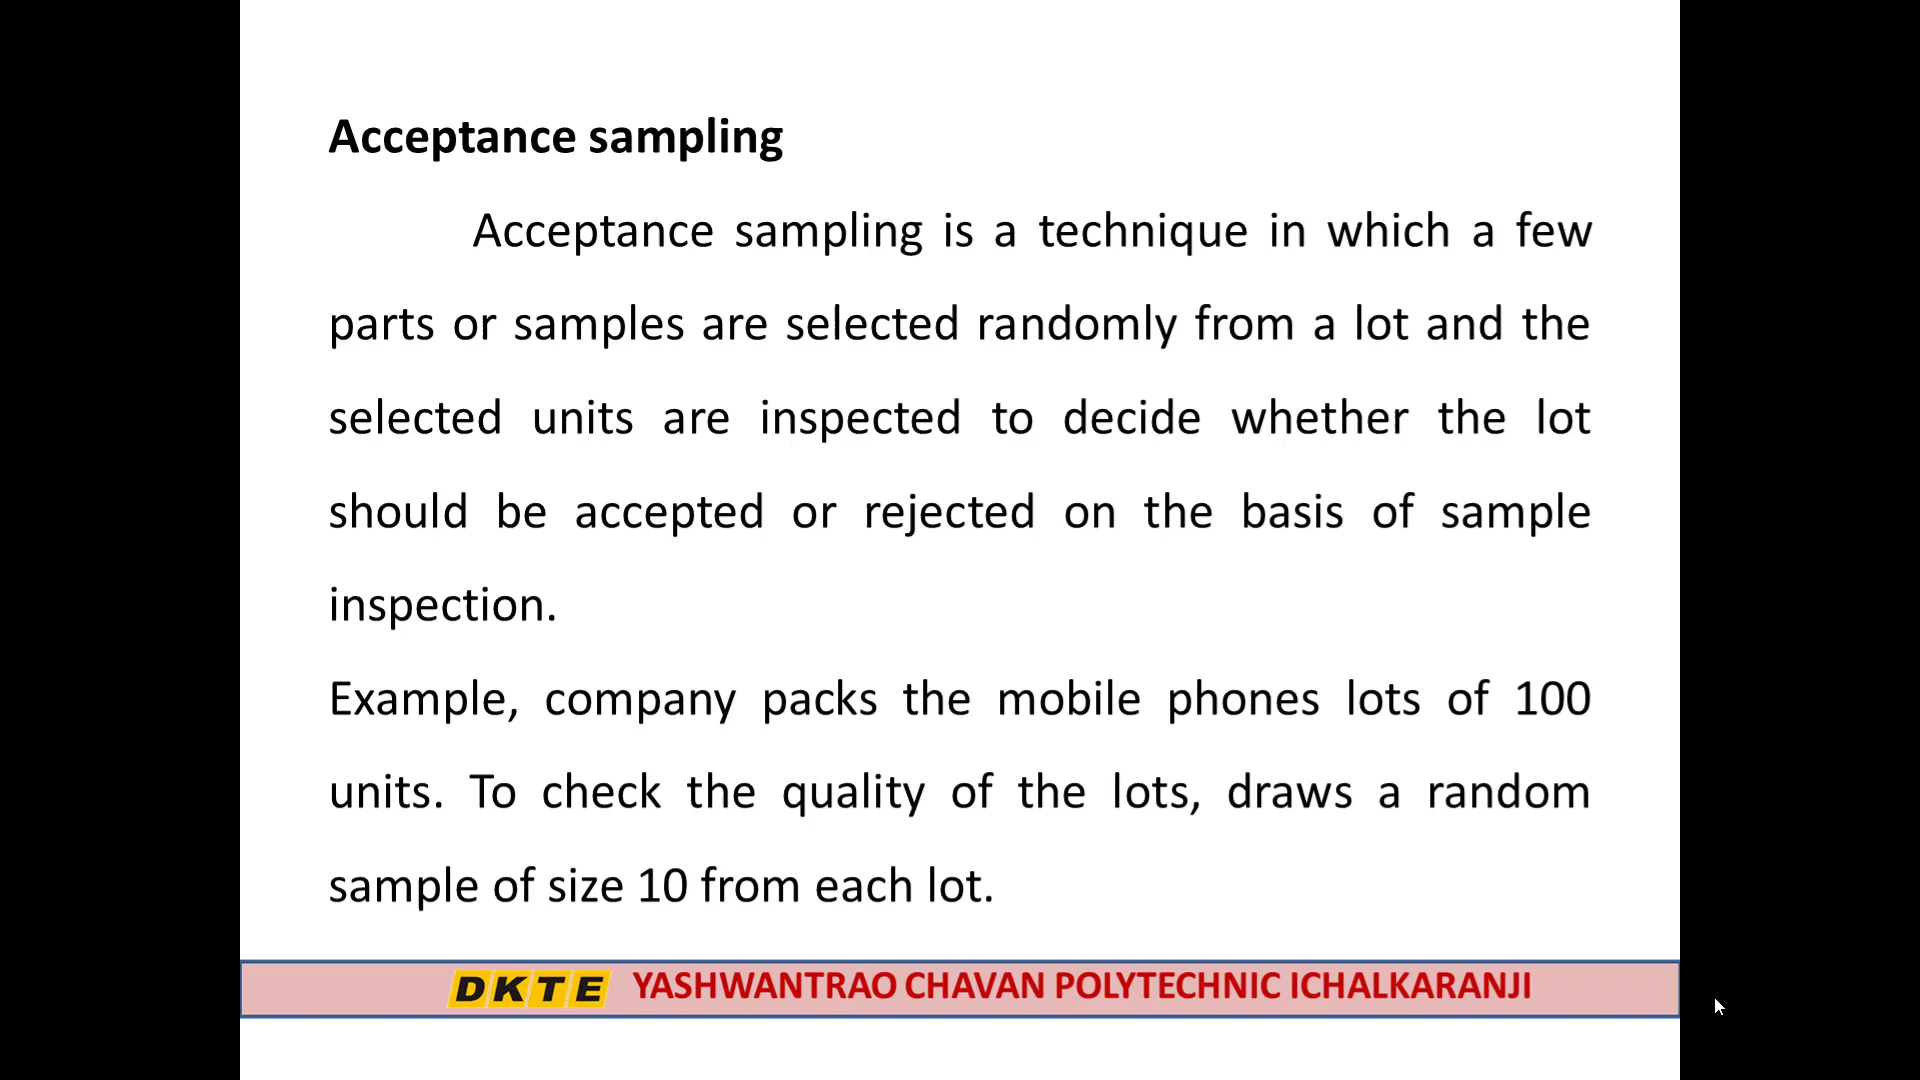 Acceptance sampling
Acceptance sampling is a technique in which a few
parts or samples are selected randomly from a lot and the
selected units are inspected to decide whether the lot
should be accepted or rejected on the basis of sample
inspection.
Example, company packs the mobile phones lots of 100
units. To check the quality of the lots, draws a random
sample of size 10 from each lot.
DKTE YASHWANTRAO CHAVAN POLYTECHNIC ICHALKARANJI